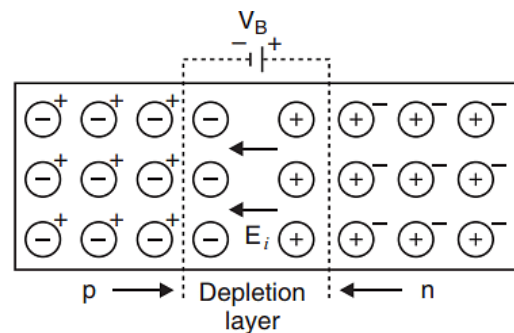 V_B
− +
− + − + − + − + + − + − + −
− + − + − + − + + − + − + −
− + − + − + − + + − + − + −
E_i
p Depletion n
layer